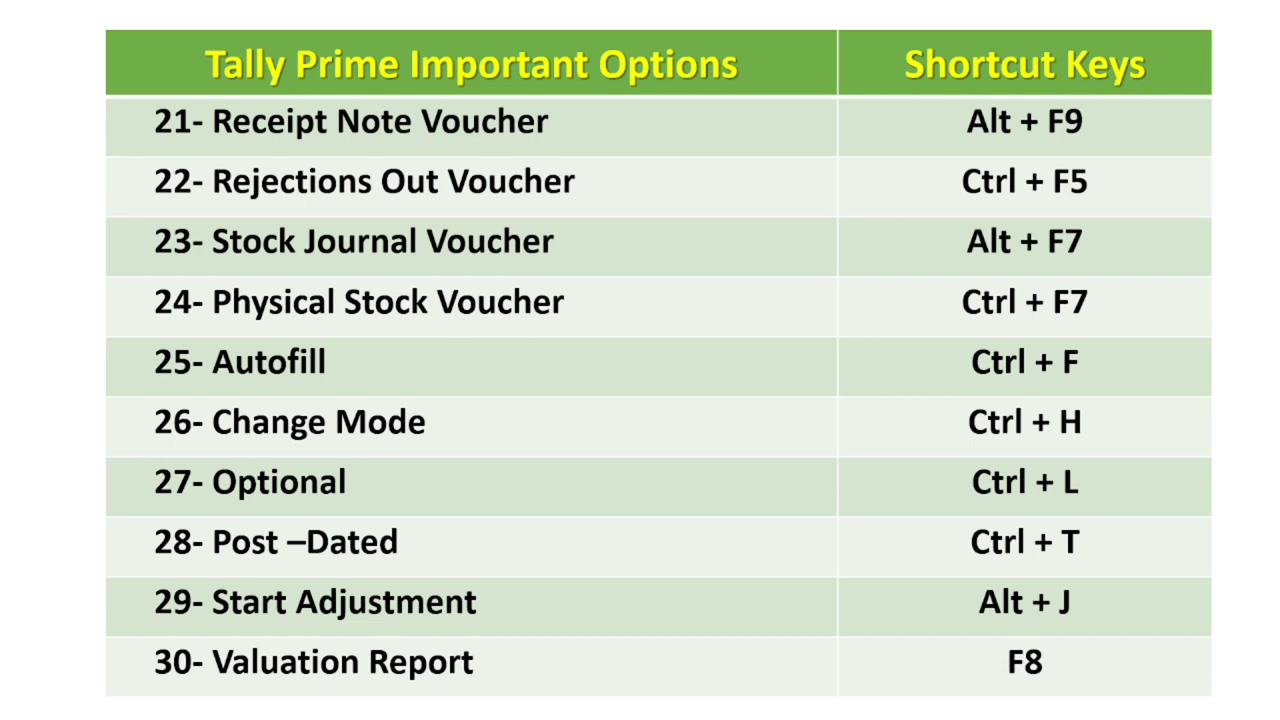 Tally Prime Important Options Shortcut Keys
21- Receipt Note Voucher Alt + F9
22- Rejections Out Voucher Ctrl + F5
23- Stock Journal Voucher Alt + F7
24- Physical Stock Voucher Ctrl + F7
25- Autofill Ctrl + F
26- Change Mode Ctrl + H
27- Optional Ctrl + L
28- Post –Dated Ctrl + T
29- Start Adjustment Alt + J
30- Valuation Report F8